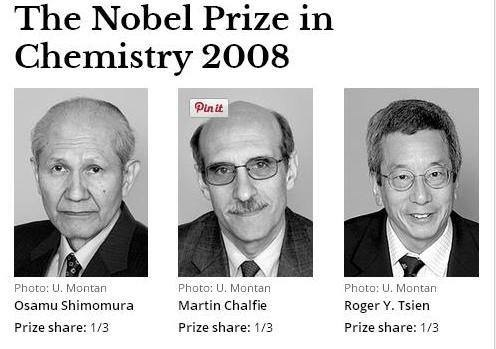 The Nobel Prize in
Chemistry 2008
Pin it
Photo: U. Montan
Osamu Shimomura
Prize share: 1/3
Photo: U. Montan
Martin Chalfie
Prize share: 1/3
Photo: U. Montan
Roger Y. Tsien
Prize share: 1/3